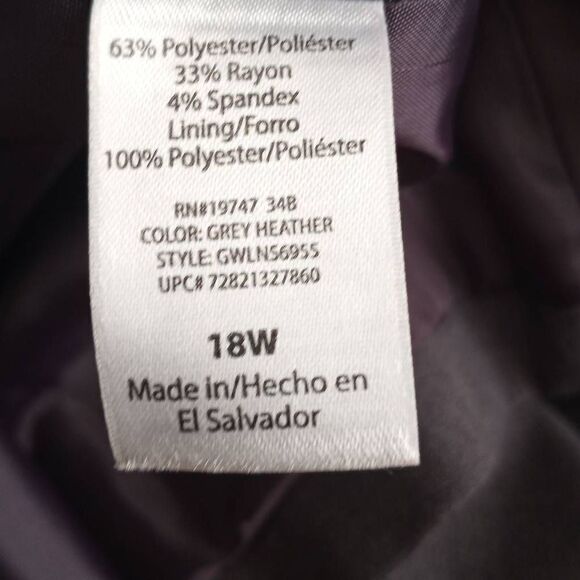 63% Polyester/Poliéster
33% Rayon
4% Spandex
Lining/Forro
100% Polyester/Poliéster
RN#19747 34B
COLOR: GREY HEATHER
STYLE: GWLN56955
UPC# 72821327860
18W
Made in/Hecho en
El Salvador